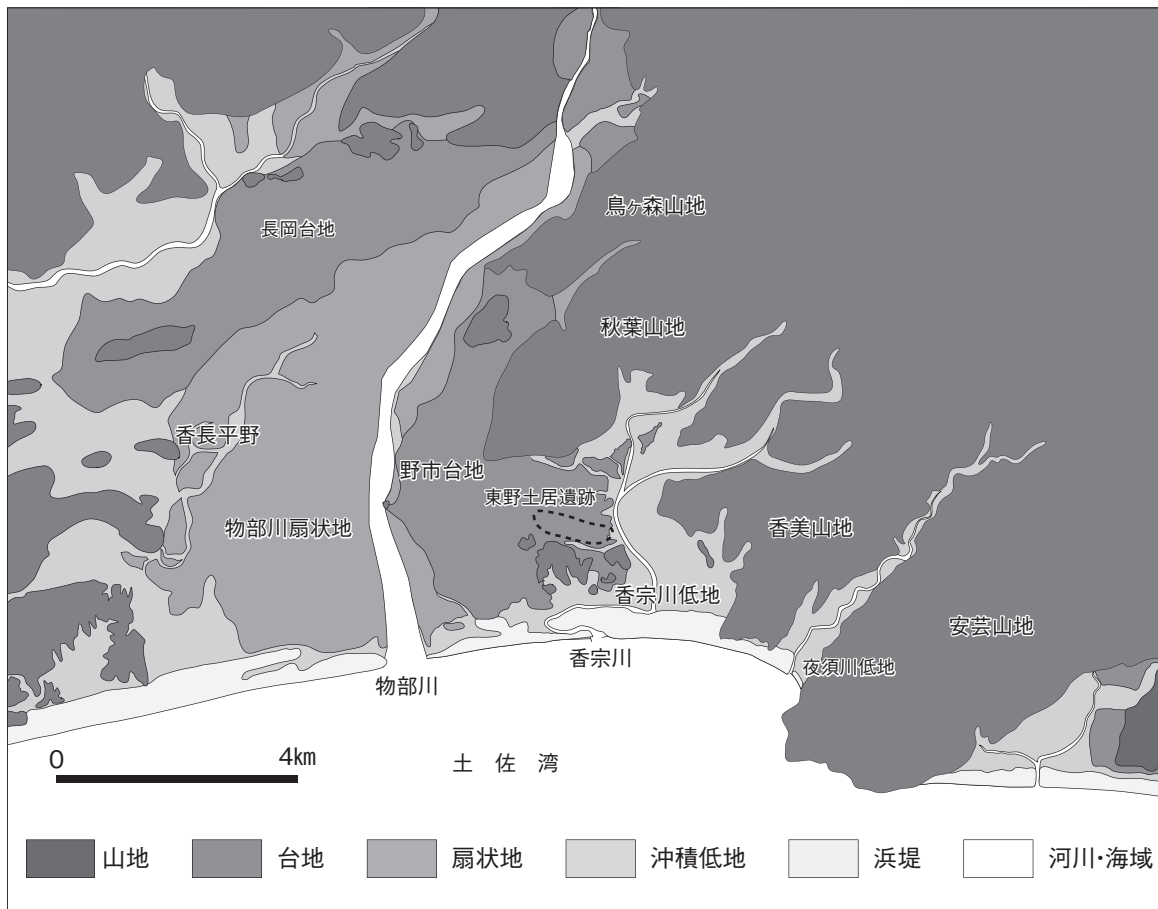 長岡台地
烏ヶ森山地
秋葉山地
香長平野
野市台地
東野土居遺跡
物部川扇状地
香美山地
香宗川低地
安芸山地
香宗川
夜須川低地
物部川
0 4㎞
土佐湾
山地 台地 扇状地 沖積低地 浜堤 河川・海域